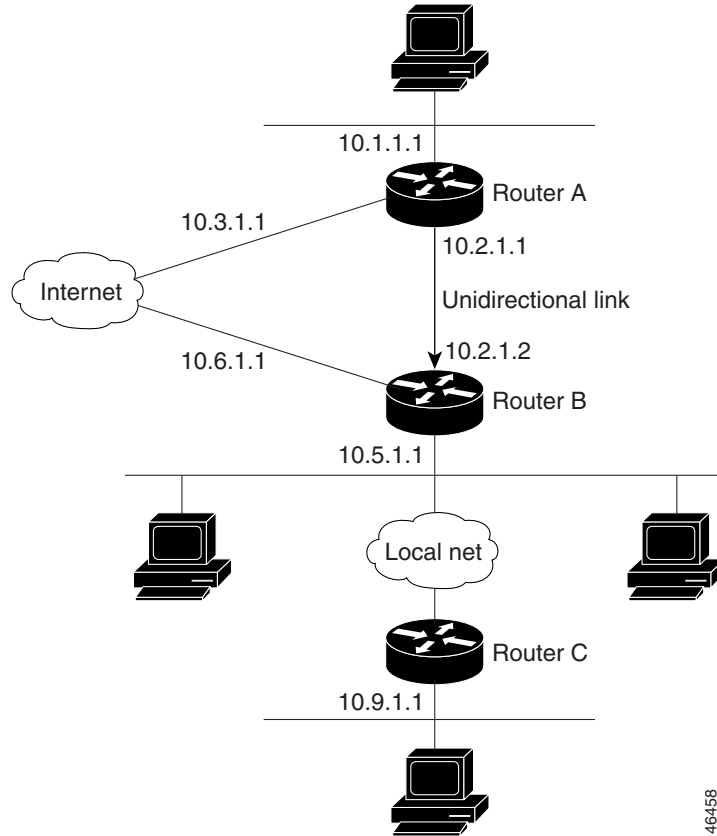 10.1.1.1
Router A
10.3.1.1
10.2.1.1
Internet
Unidirectional link
10.2.1.2
10.6.1.1
Router B
10.5.1.1
Local net
Router C
10.9.1.1
46458